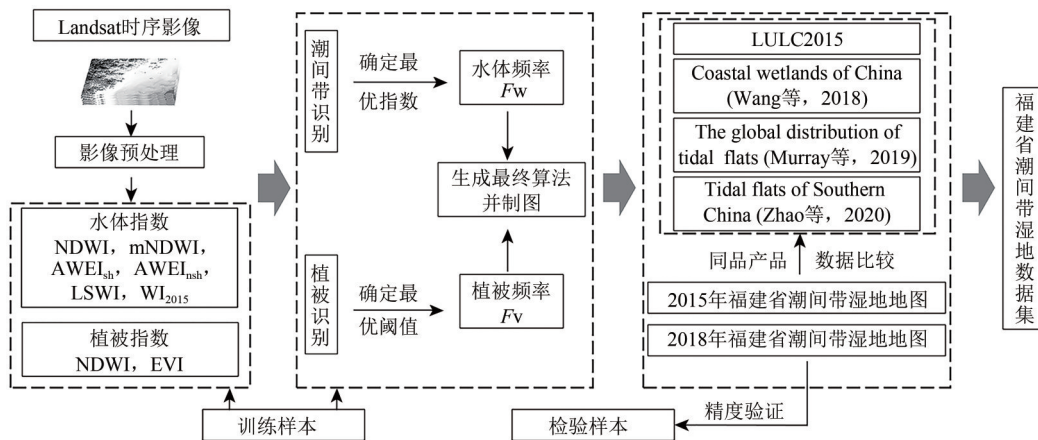 Landsat时序影像
影像预处理
水体指数
NDWI，mNDWI，
AWEIsh，AWEInsh，
LSWI，WI2015
植被指数
NDWI，EVI
训练样本
潮间带识别
确定最
优指数
水体频率
Fw
生成最终算法
并制图
植被识别
确定最
优阈值
植被频率
Fv
LULC2015
Coastal wetlands of China
(Wang等，2018)
The global distribution of
tidal flats (Murray等，2019)
Tidal flats of Southern
China (Zhao等，2020)
同品产品
数据比较
2015年福建省潮间带湿地地图
2018年福建省潮间带湿地地图
检验样本
精度验证
福建省潮间带湿地数据集